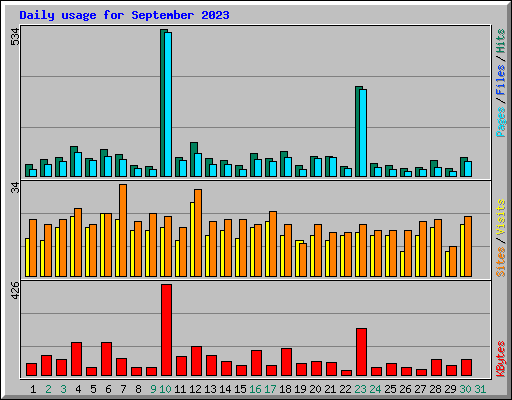 Daily usage for September 2023
534
Pages / Files / Hits
34
Sites / Visits
426
KBytes
1 2 3 4 5 6 7 8 9 10 11 12 13 14 15 16 17 18 19 20 21 22 23 24 25 26 27 28 29 30 31